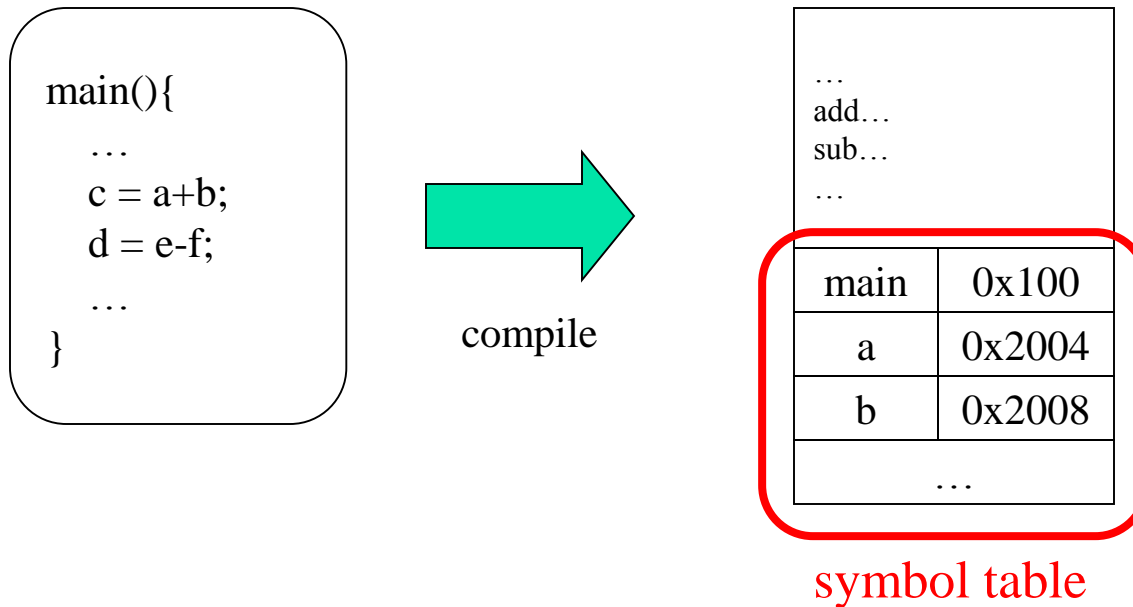 main(){
…
c = a+b;
d = e-f;
…
}
compile
…
add…
sub…
…
main 0x100
a 0x2004
b 0x2008
…
symbol table